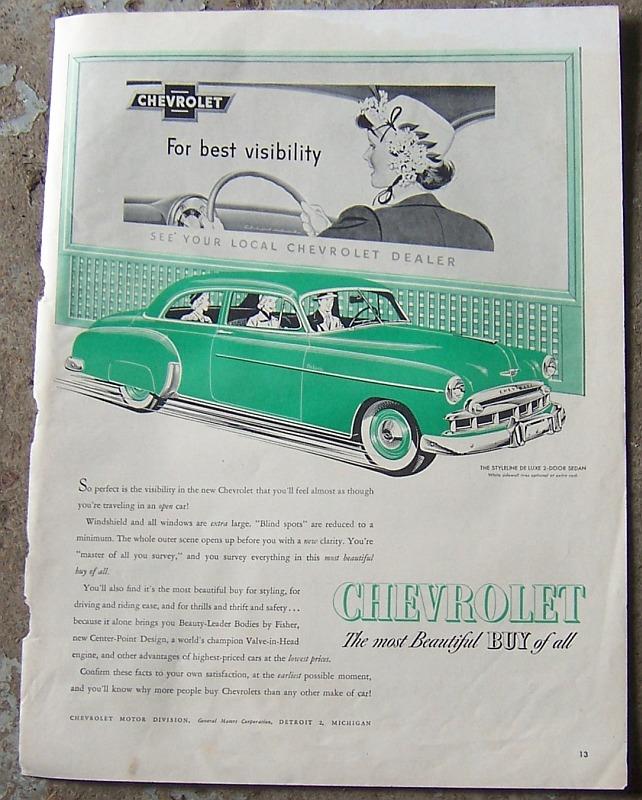 CHEVROLET
For best visibility
SEE YOUR LOCAL CHEVROLET DEALER
CHEVROLET
THE STYLELINE DE LUXE 2-DOOR SEDAN
White sidewall tires optional at extra cost.
So perfect is the visibility in the new Chevrolet that you'll feel almost as though
you're traveling in an open car!
Windshield and all windows are extra large. "Blind spots" are reduced to a
minimum. The whole outer scene opens up before you with a new clarity. You're
"master of all you survey," and you survey everything in this most beautiful
buy of all.
You'll also find it's the most beautiful buy for styling, for
driving and riding ease, and for thrills and thrift and safety...
because it alone brings you Beauty-Leader Bodies by Fisher,
new Center-Point Design, a world's champion Valve-in-Head
engine, and other advantages of highest-priced cars at the lowest prices.
Confirm these facts to your own satisfaction, at the earliest possible moment,
and you'll know why more people buy Chevrolets than any other make of car!
CHEVROLET
The most Beautiful BUY of all
CHEVROLET MOTOR DIVISION, General Motors Corporation, DETROIT 2, MICHIGAN
13